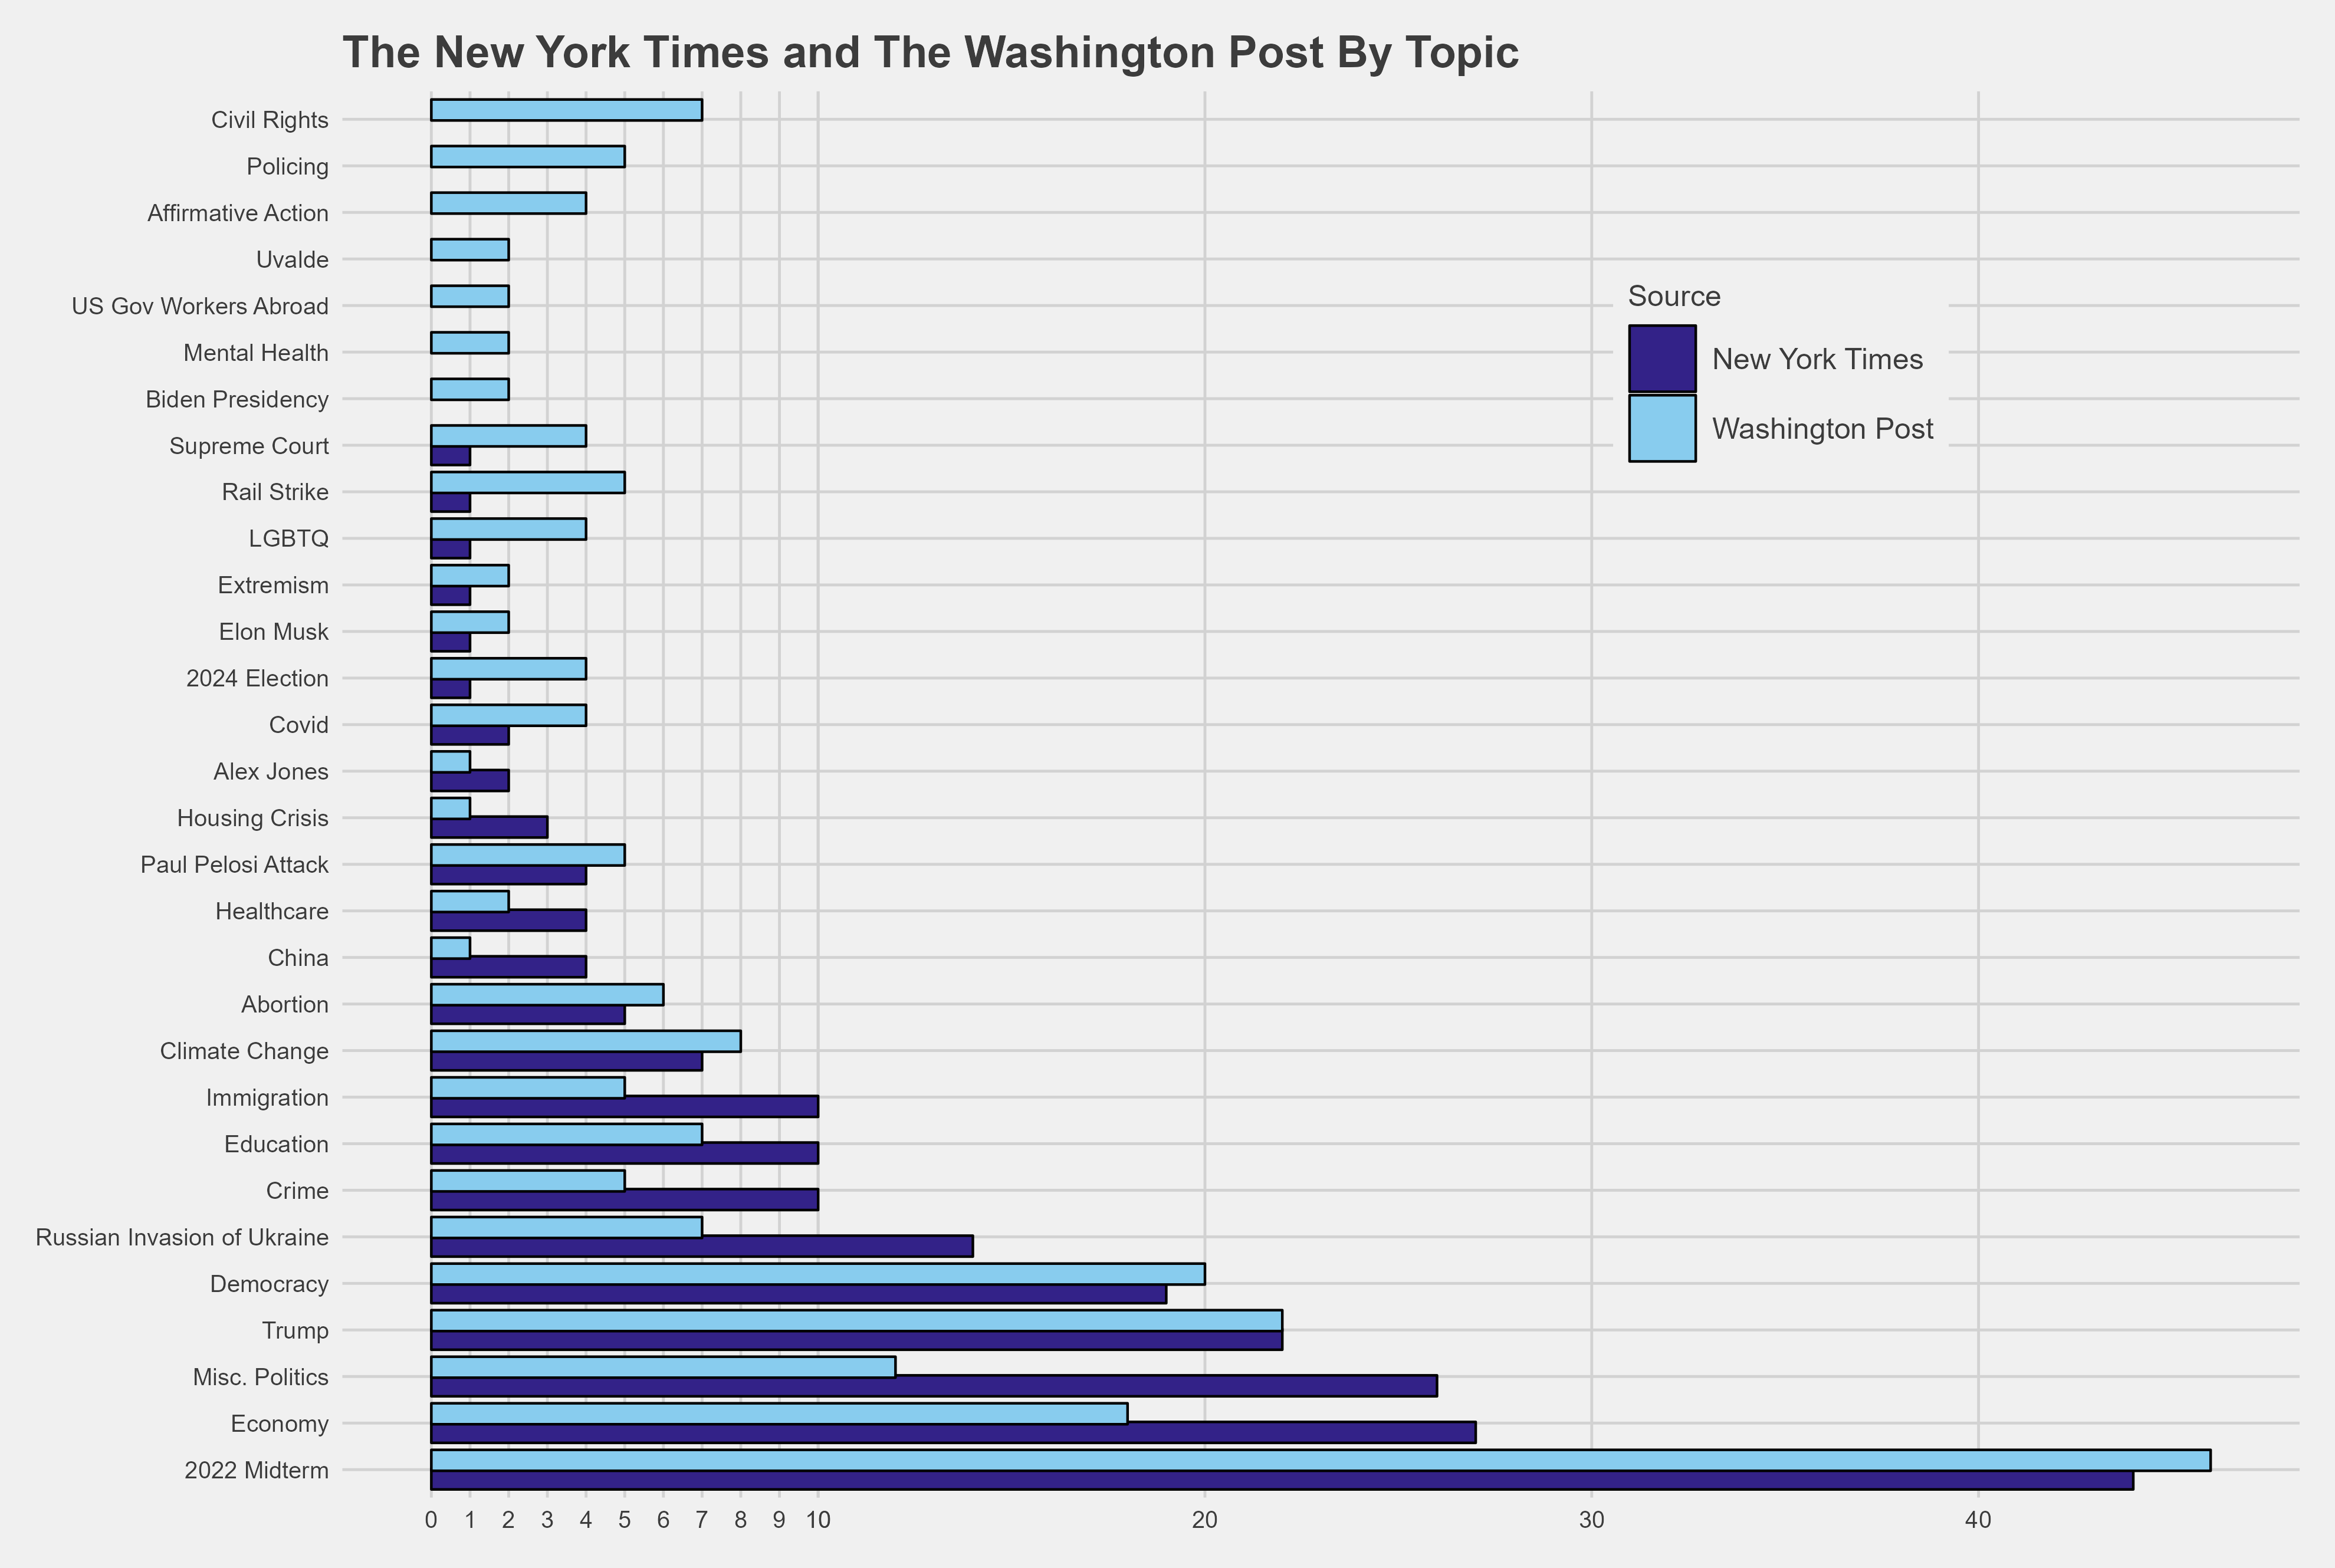 The New York Times and The Washington Post By Topic
Civil Rights
Policing
Affirmative Action
Uvalde
US Gov Workers Abroad
Mental Health
Biden Presidency
Supreme Court
Rail Strike
LGBTQ
Extremism
Elon Musk
2024 Election
Covid
Alex Jones
Housing Crisis
Paul Pelosi Attack
Healthcare
China
Abortion
Climate Change
Immigration
Education
Crime
Russian Invasion of Ukraine
Democracy
Trump
Misc. Politics
Economy
2022 Midterm
0 1 2 3 4 5 6 7 8 9 10 20 30 40
Source
New York Times
Washington Post